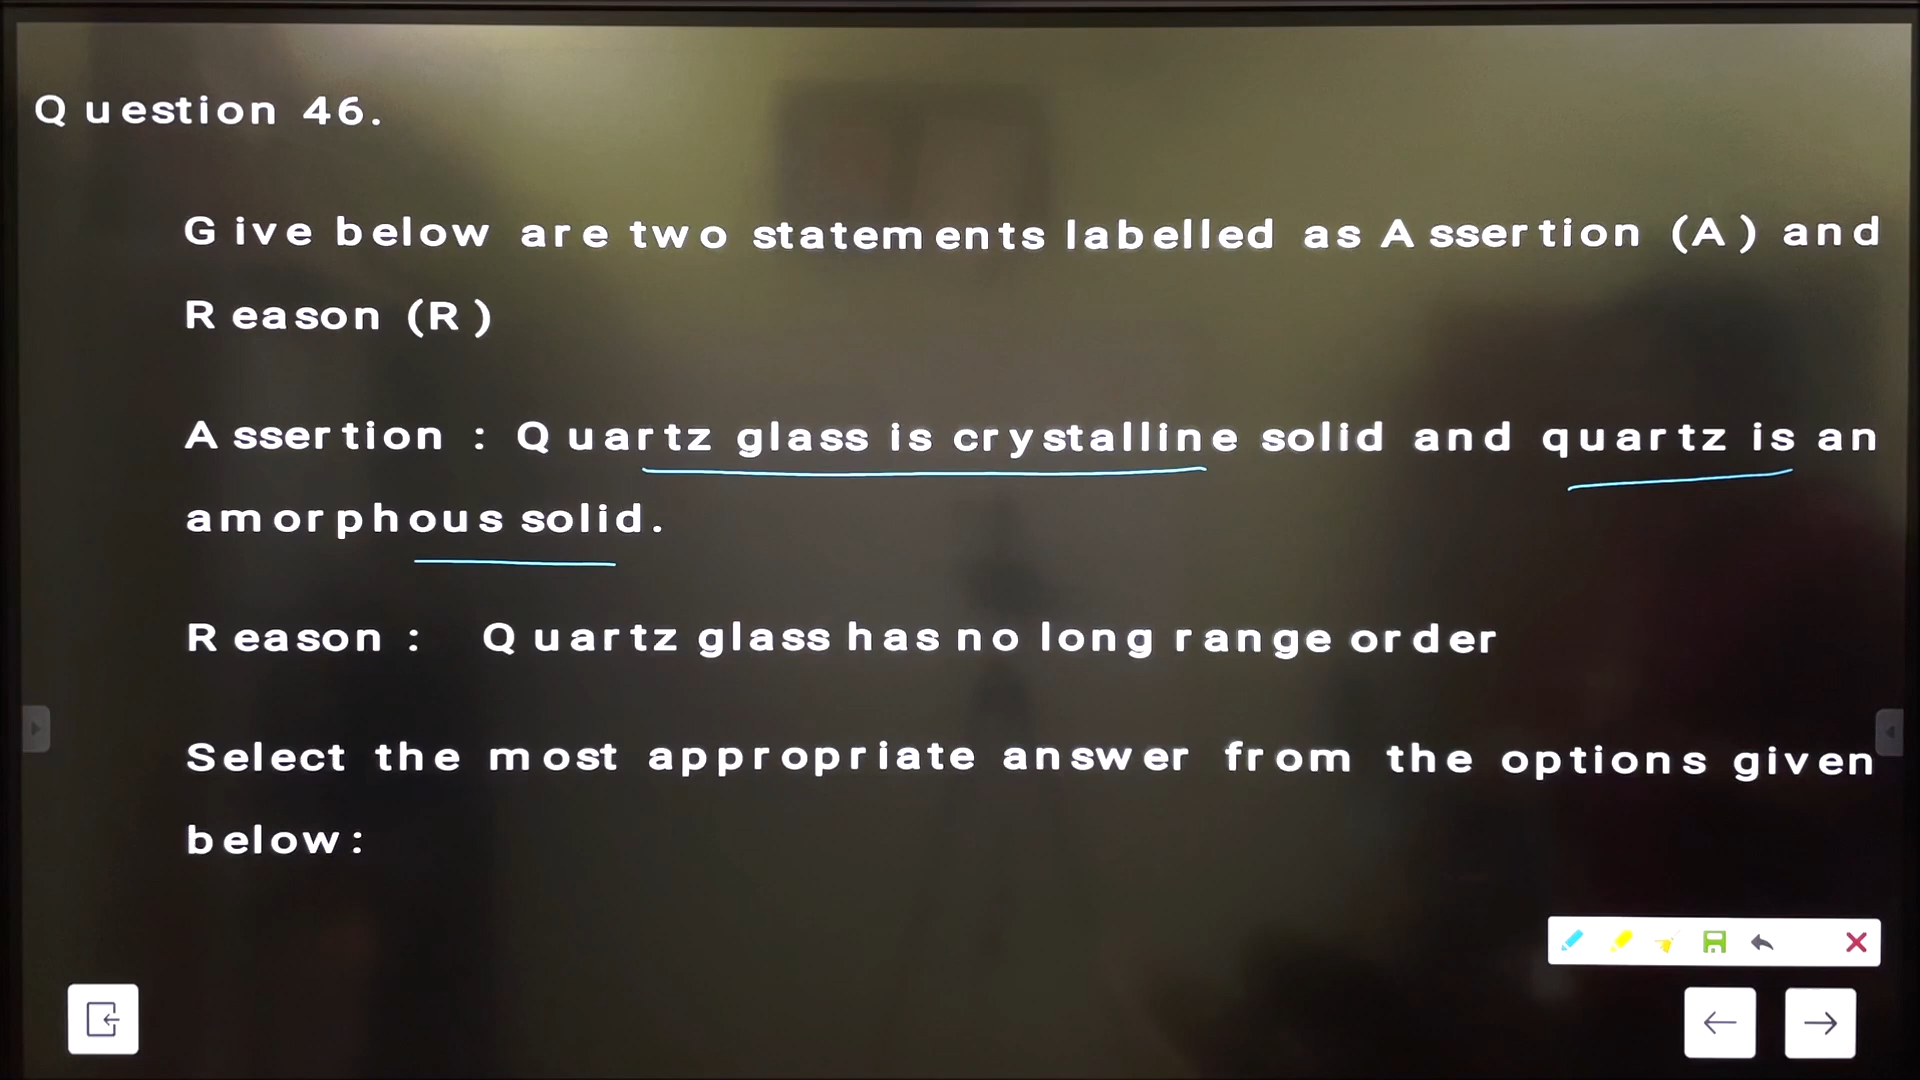 Question 46.
Give below are two statements labelled as Assertion (A) and
Reason (R)
Assertion : Quartz glass is crystalline solid and quartz is an
amorphous solid.
Reason : Quartz glass has no long range order
Select the most appropriate answer from the options given
below: